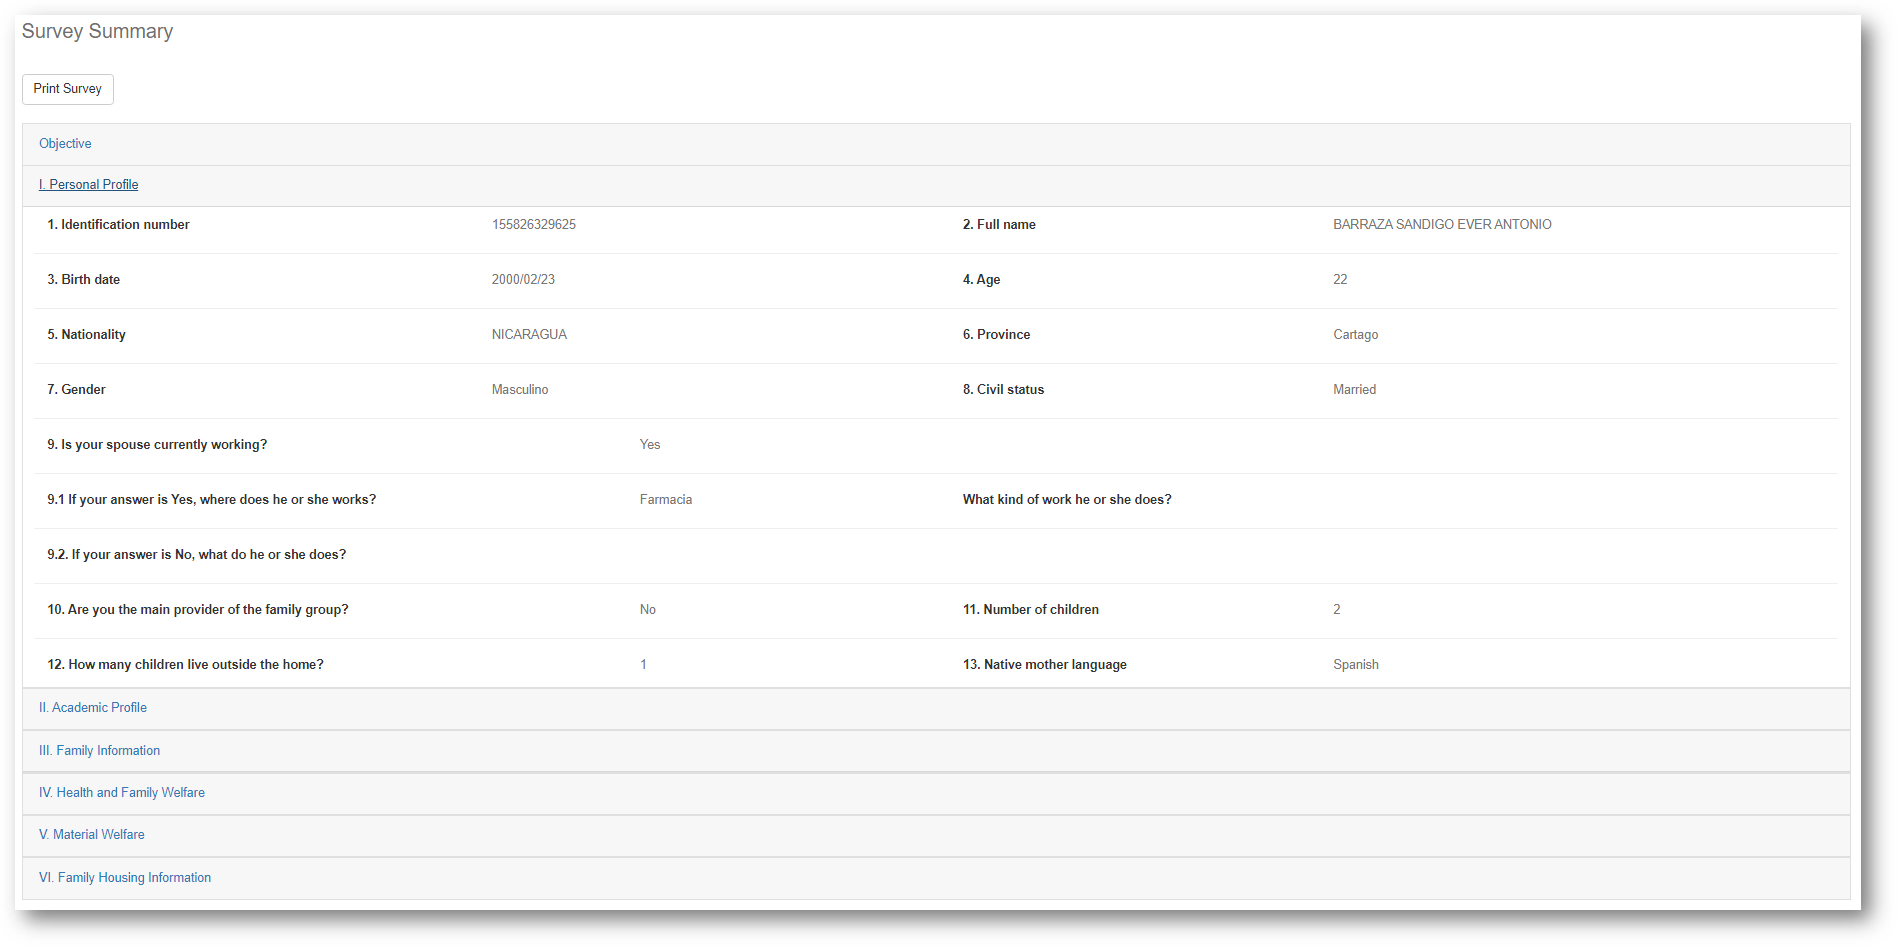 Survey Summary
Print Survey
Objective
I. Personal Profile
1. Identification number 155826329625 2. Full name BARRAZA SANDIGO EVER ANTONIO
3. Birth date 2000/02/23 4. Age 22
5. Nationality NICARAGUA 6. Province Cartago
7. Gender Masculino 8. Civil status Married
9. Is your spouse currently working? Yes
9.1 If your answer is Yes, where does he or she works? Farmacia What kind of work he or she does?
9.2. If your answer is No, what do he or she does?
10. Are you the main provider of the family group? No 11. Number of children 2
12. How many children live outside the home? 1 13. Native mother language Spanish
II. Academic Profile
III. Family Information
IV. Health and Family Welfare
V. Material Welfare
VI. Family Housing Information